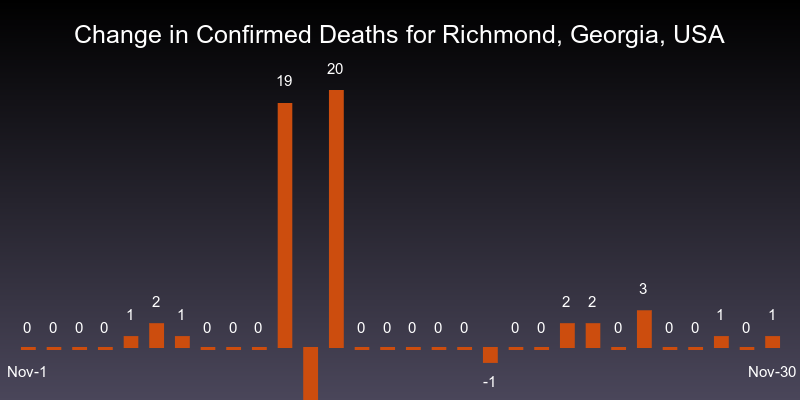 Change in Confirmed Deaths for Richmond, Georgia, USA
20
19
3
2 2 2
1 1 1 1
0 0 0 0 0 0 0 0 0 0 0 0 0 0 0 0 0 0
Nov-1 Nov-30
-1